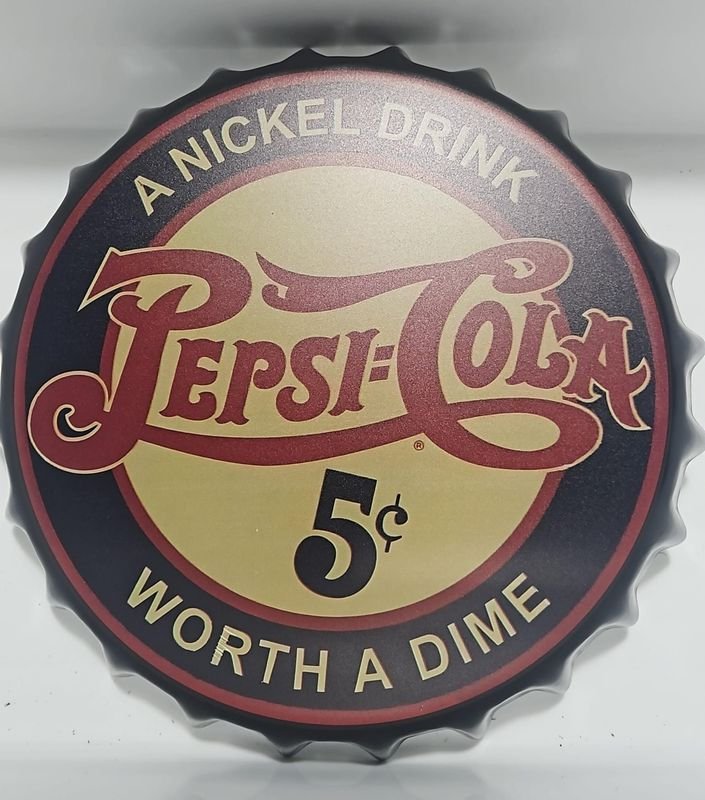 A NICKEL DRINK
PEPSI=COLA
®
5¢
WORTH A DIME